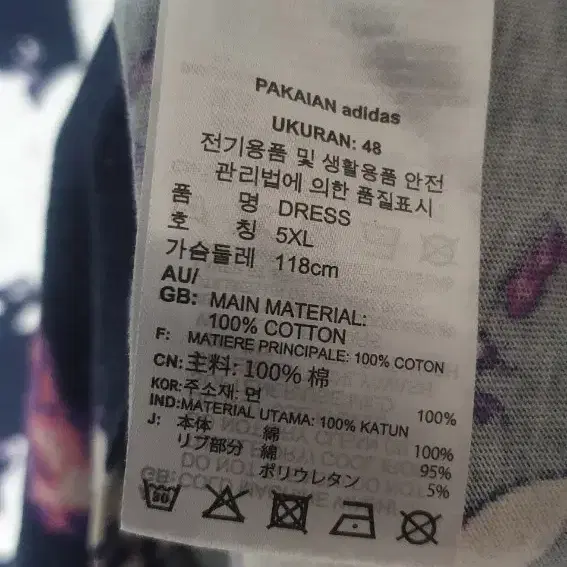 PAKAIAN adidas
UKURAN: 48
전기용품 및 생활용품 안전
관리법에 의한 품질표시
품 명 DRESS
호 칭 5XL
가슴둘레 118cm
AU/
GB: MAIN MATERIAL:
100% COTTON
F: MATIERE PRINCIPALE: 100% COTON
CN: 主料: 100% 棉
KOR: 주소재: 면 100%
IND: MATERIAL UTAMA: 100% KATUN
J: 本体 綿 100%
リブ部分 綿 95%
ポリウレタン 5%
30